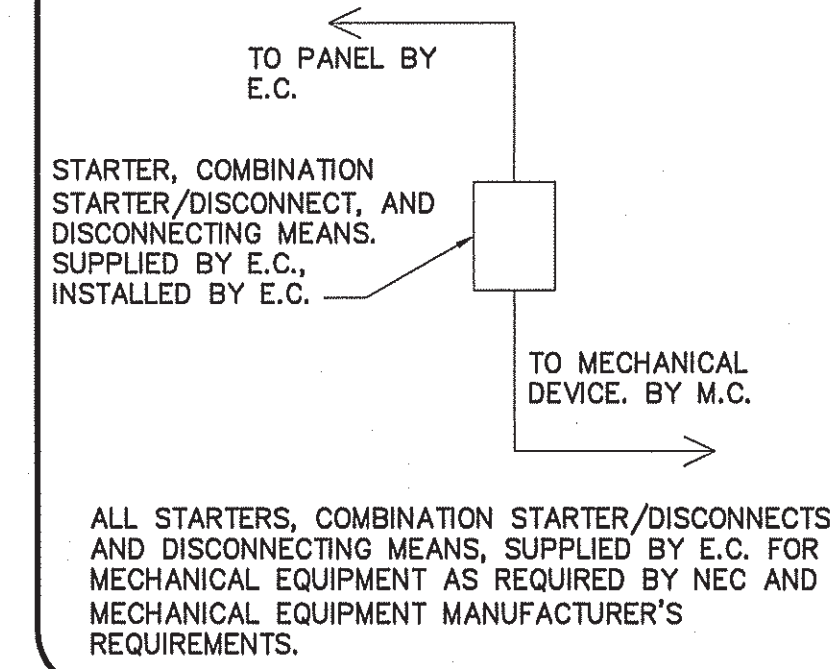 TO PANEL BY
E.C.
STARTER, COMBINATION
STARTER/DISCONNECT, AND
DISCONNECTING MEANS.
SUPPLIED BY E.C.,
INSTALLED BY E.C.
TO MECHANICAL
DEVICE. BY M.C.
ALL STARTERS, COMBINATION STARTER/DISCONNECTS
AND DISCONNECTING MEANS, SUPPLIED BY E.C. FOR
MECHANICAL EQUIPMENT AS REQUIRED BY NEC AND
MECHANICAL EQUIPMENT MANUFACTURER'S
REQUIREMENTS.